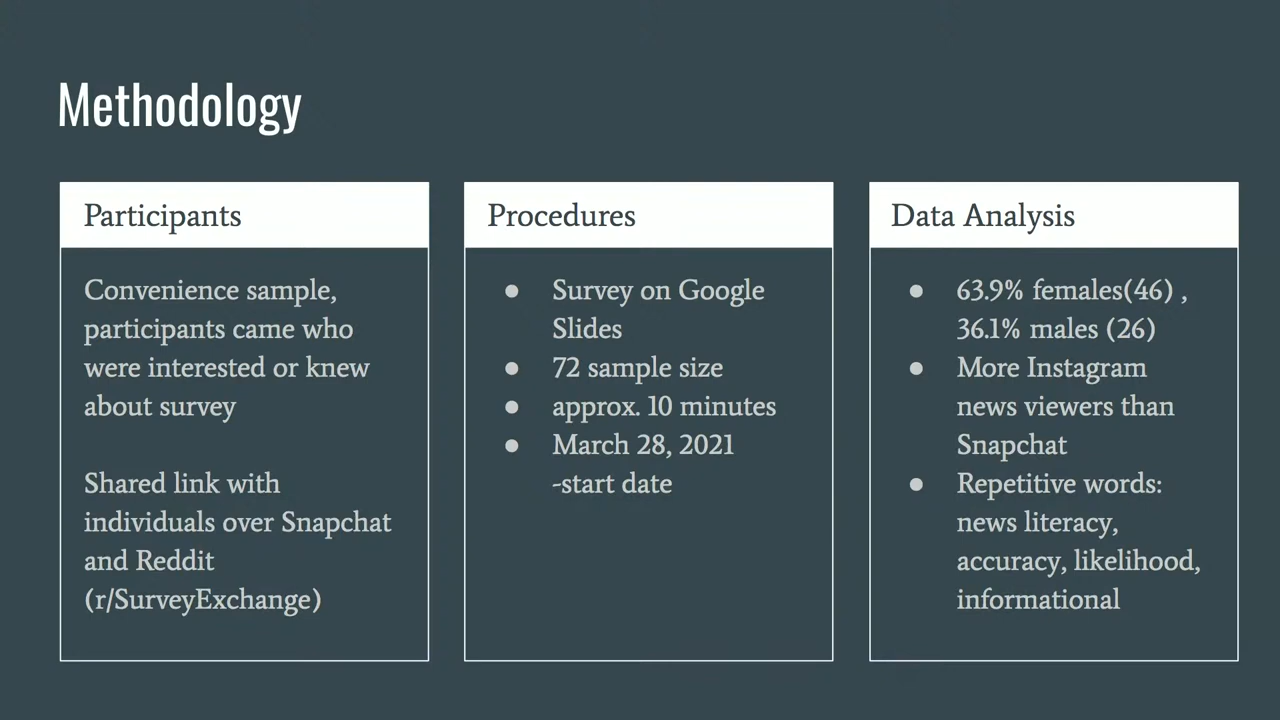 Methodology
Participants
Convenience sample,
participants came who
were interested or knew
about survey
Shared link with
individuals over Snapchat
and Reddit
(r/SurveyExchange)
Procedures
● Survey on Google
Slides
● 72 sample size
● approx. 10 minutes
● March 28, 2021
-start date
Data Analysis
● 63.9% females(46) ,
36.1% males (26)
● More Instagram
news viewers than
Snapchat
● Repetitive words:
news literacy,
accuracy, likelihood,
informational